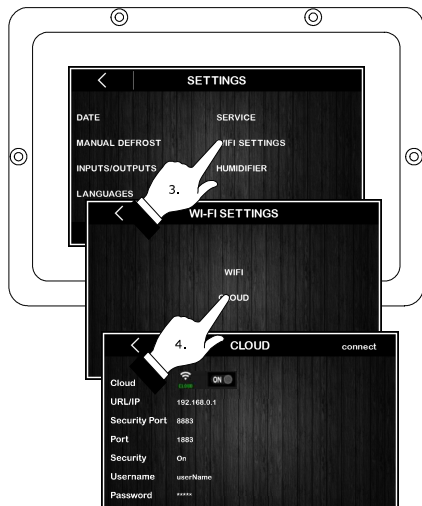 SETTINGS
DATE
SERVICE
MANUAL DEFROST
WIFI SETTINGS
INPUTS/OUTPUTS
HUMIDIFIER
LANGUAGES
3.
WI-FI SETTINGS
WIFI
CLOUD
4.
CLOUD
connect
Cloud
CLOUD
ON
URL/IP
192.168.0.1
Security Port
8883
Port
1883
Security
On
Username
userName
Password
*****